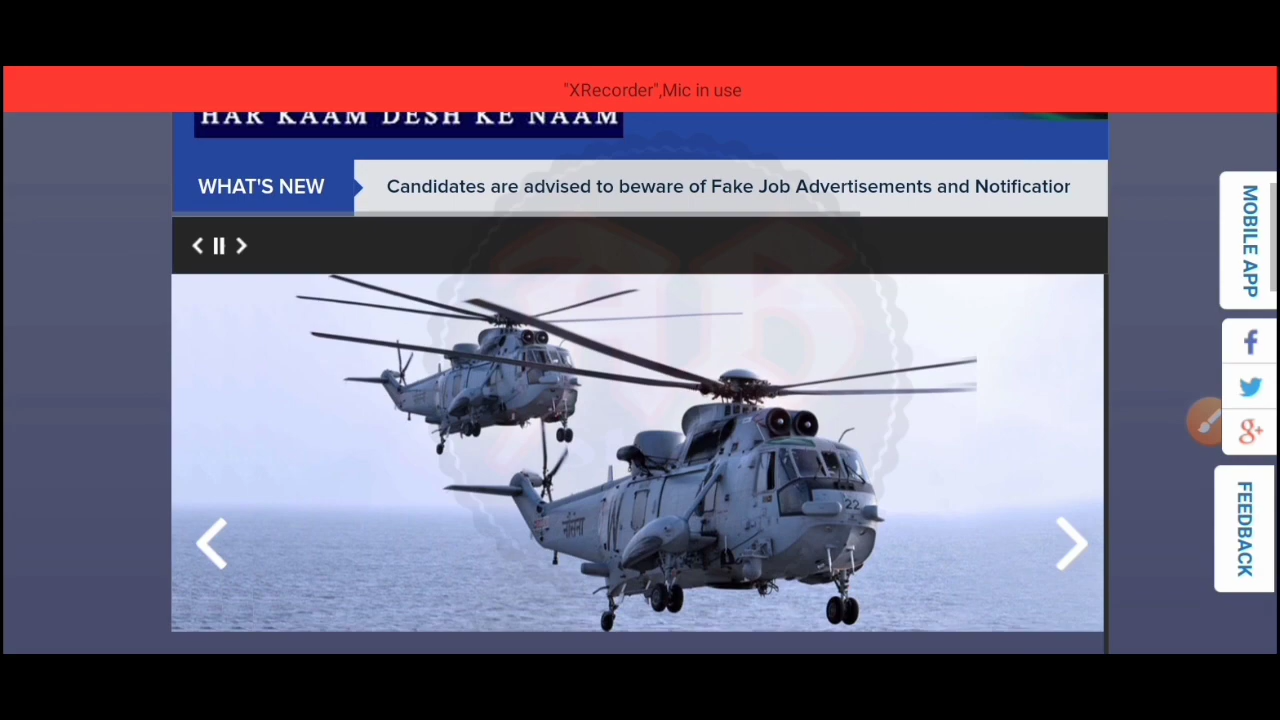 "XRecorder",Mic in use
HAR KAAM DESH KE NAAM
WHAT'S NEW
Candidates are advised to beware of Fake Job Advertisements and Notification
MOBILE APP
FEEDBACK
22
नौसेना